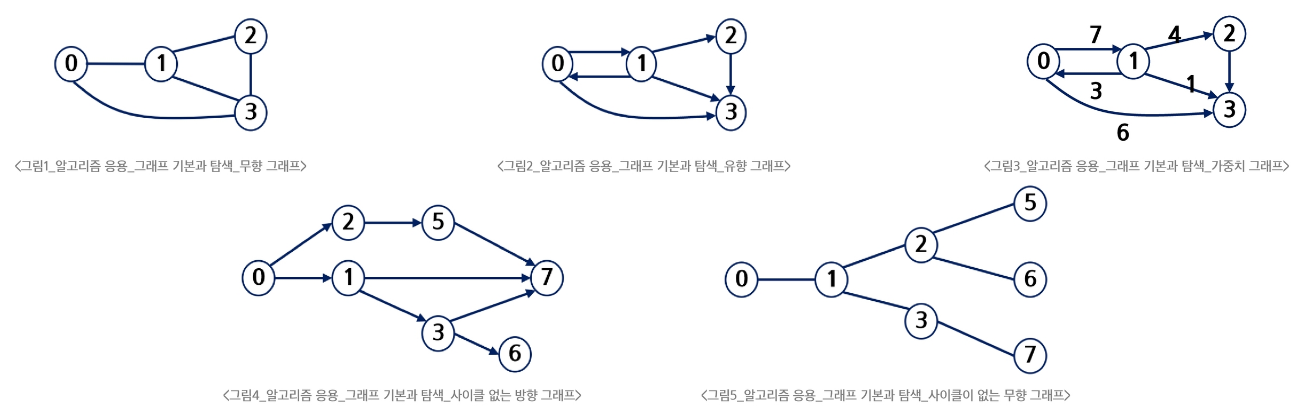 0 1 2 3
0 1 2 3
7 4 0 1 2 3 1 3 6
<그림1_알고리즘 응용_그래프 기본과 탐색_무향 그래프>
<그림2_알고리즘 응용_그래프 기본과 탐색_유향 그래프>
<그림3_알고리즘 응용_그래프 기본과 탐색_가중치 그래프>
0 2 5 1 7 3 6
0 1 2 5 6 3 7
<그림4_알고리즘 응용_그래프 기본과 탐색_사이클 없는 방향 그래프>
<그림5_알고리즘 응용_그래프 기본과 탐색_사이클이 없는 무향 그래프>